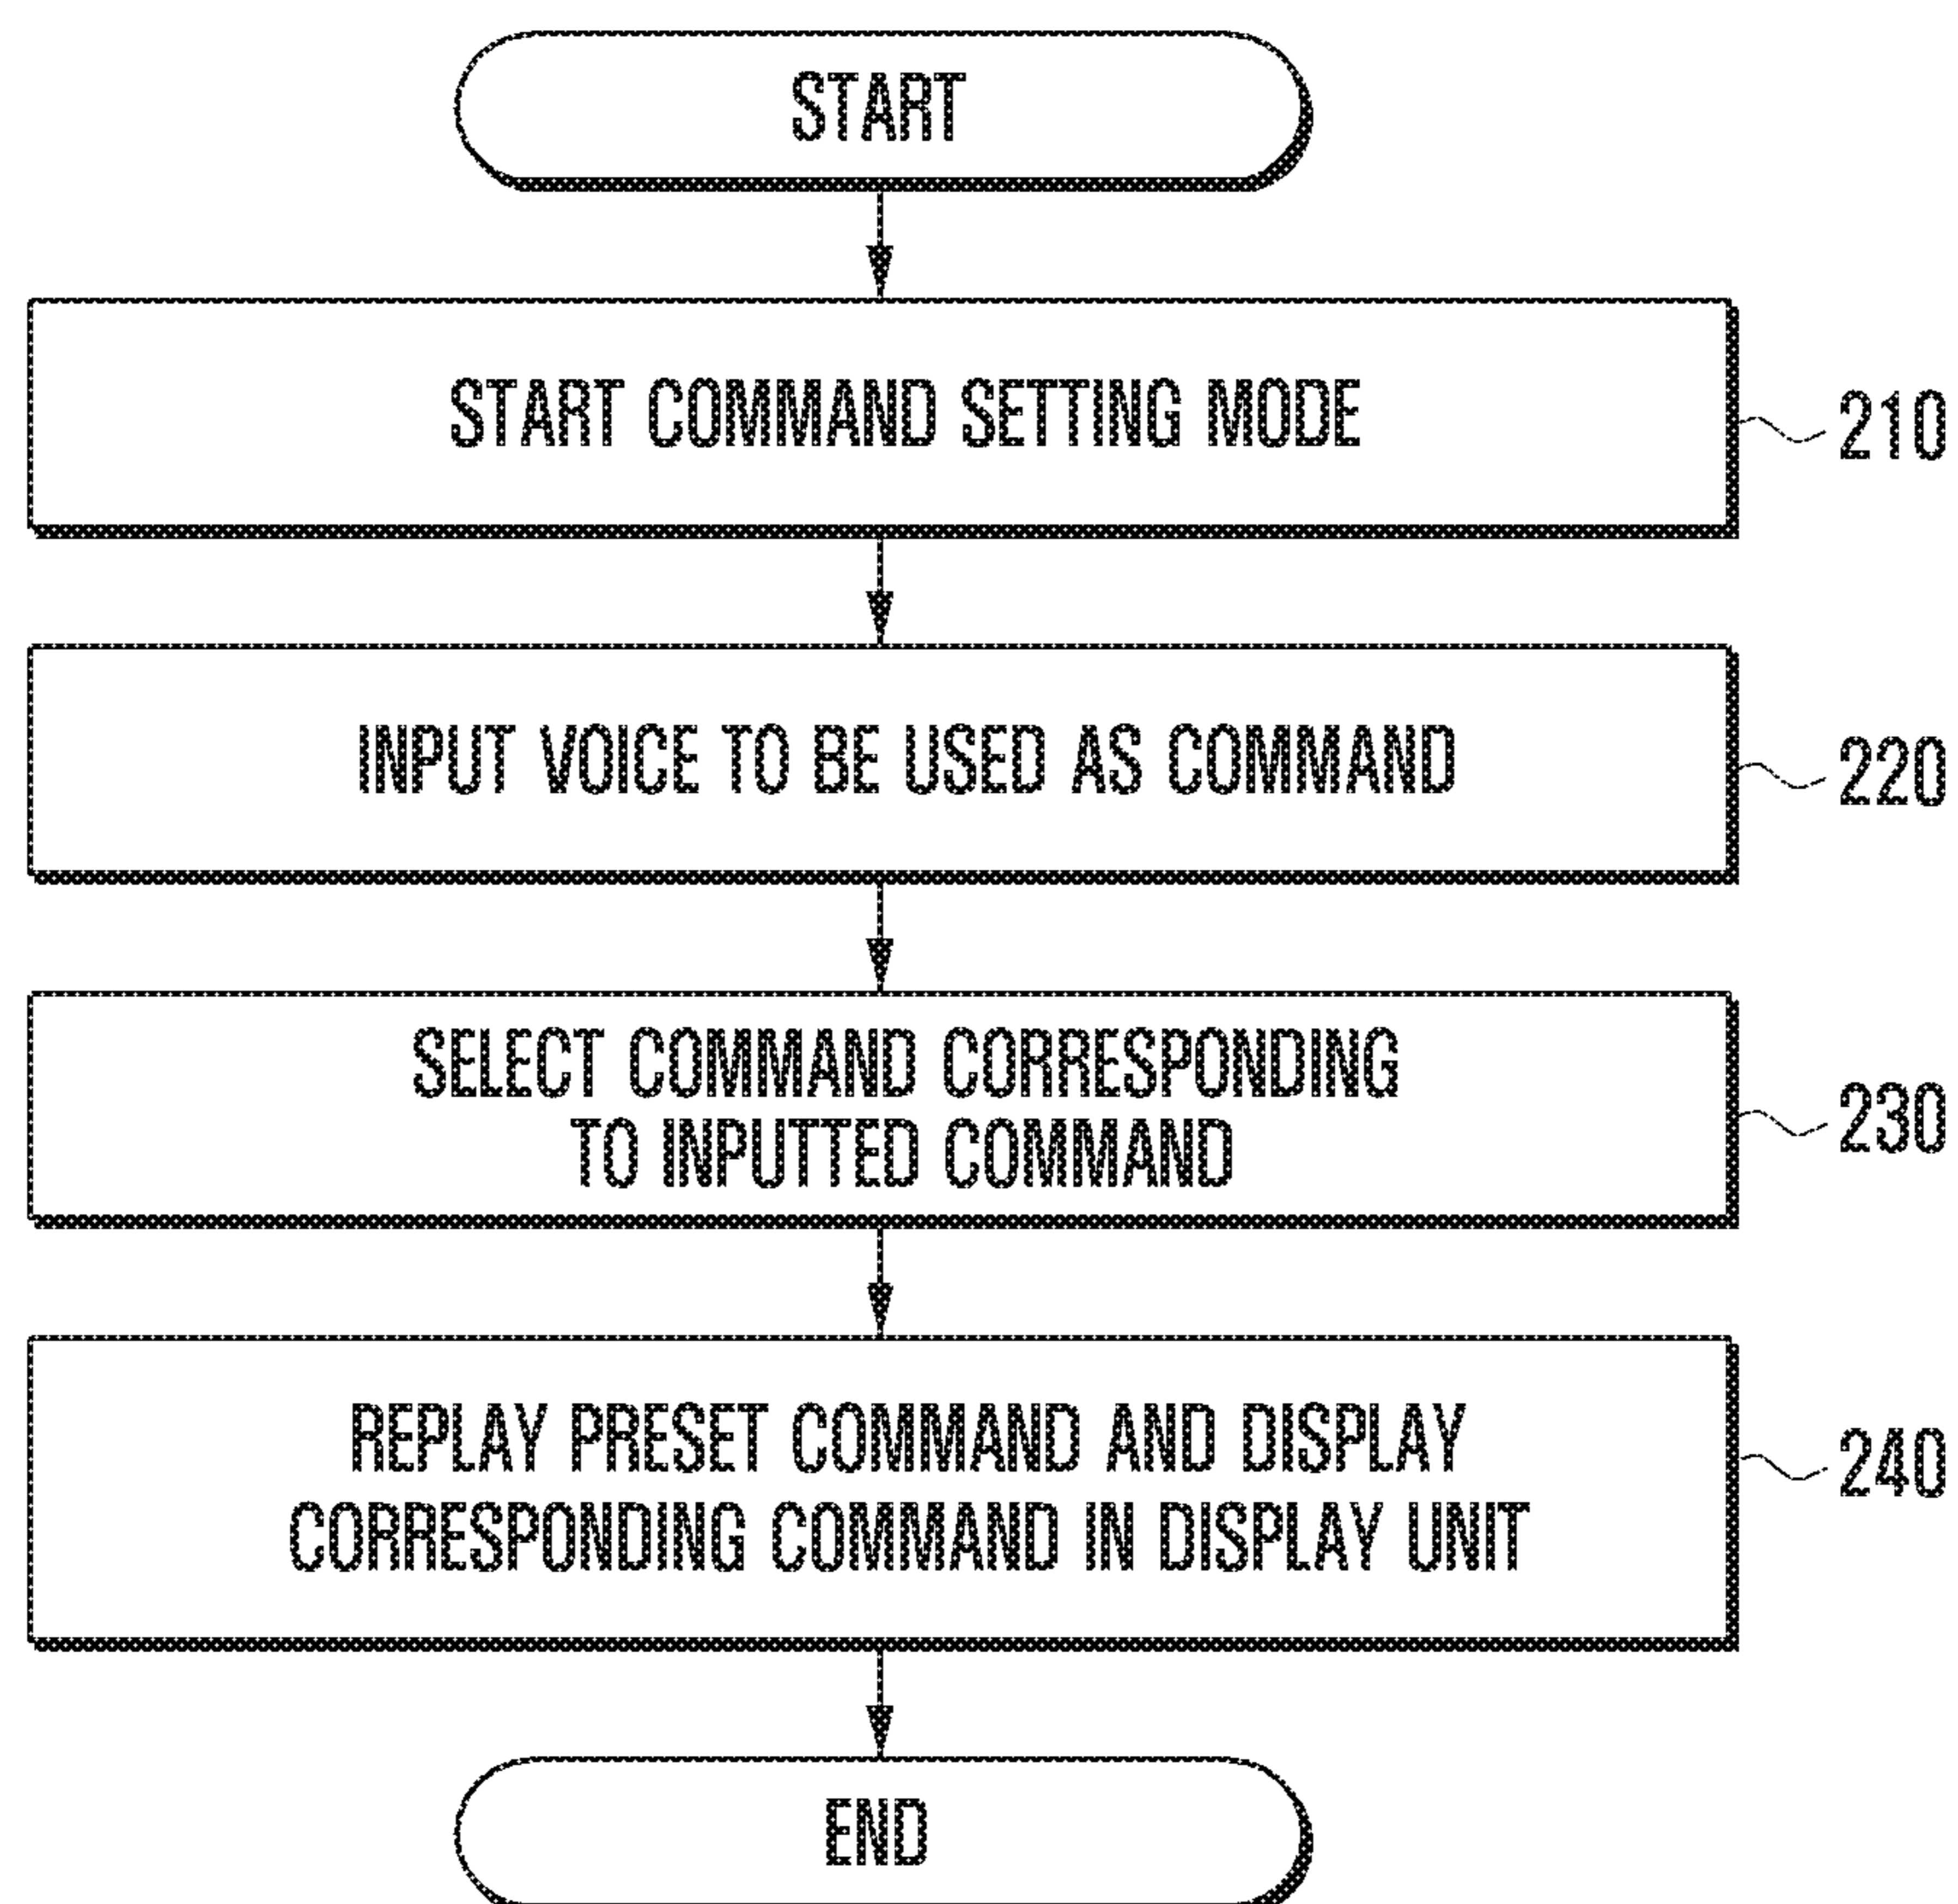 START
START COMMAND SETTING MODE
210
INPUT VOICE TO BE USED AS COMMAND
220
SELECT COMMAND CORRESPONDING
TO INPUTTED COMMAND
230
REPLAY PRESET COMMAND AND DISPLAY
CORRESPONDING COMMAND IN DISPLAY UNIT
240
END